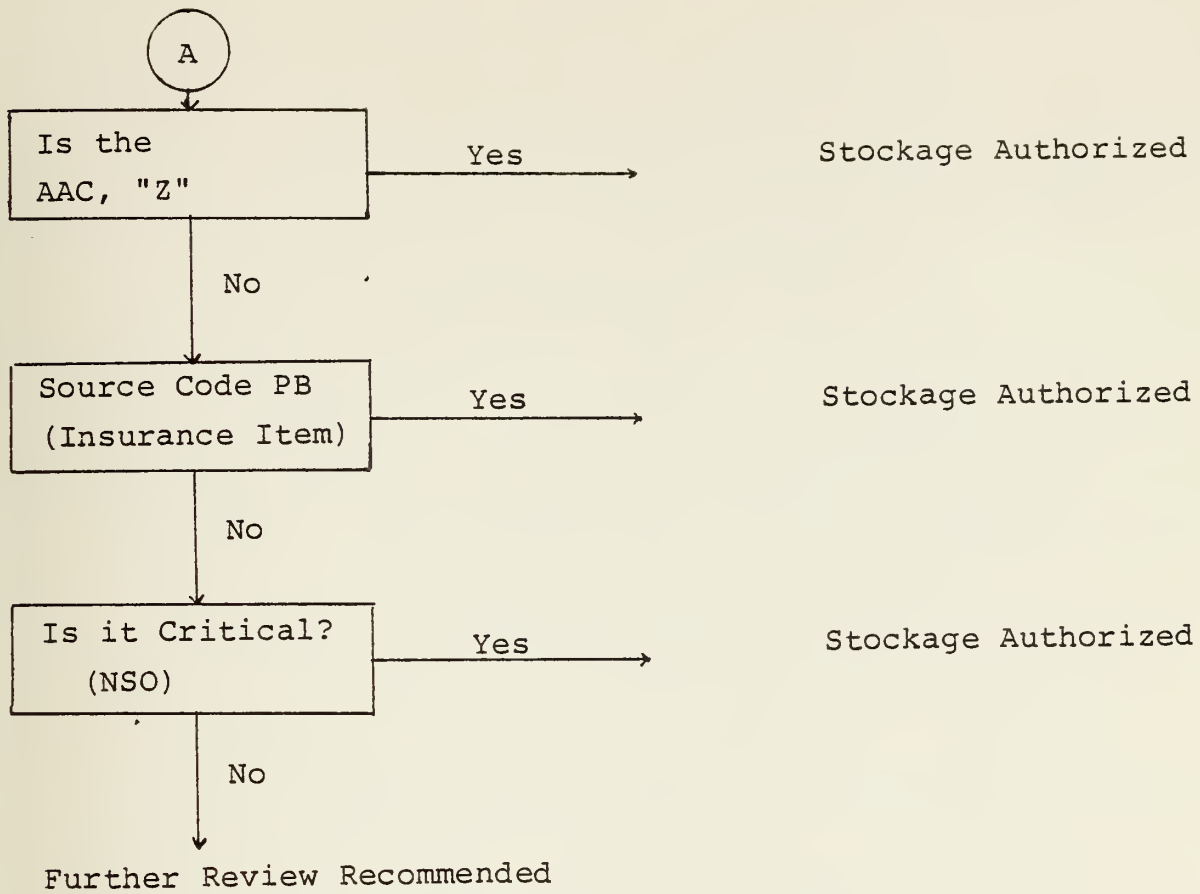 A
Is the
AAC, "Z"
Yes
Stockage Authorized
No
Source Code PB
(Insurance Item)
Yes
Stockage Authorized
No
Is it Critical?
(NSO)
Yes
Stockage Authorized
No
Further Review Recommended